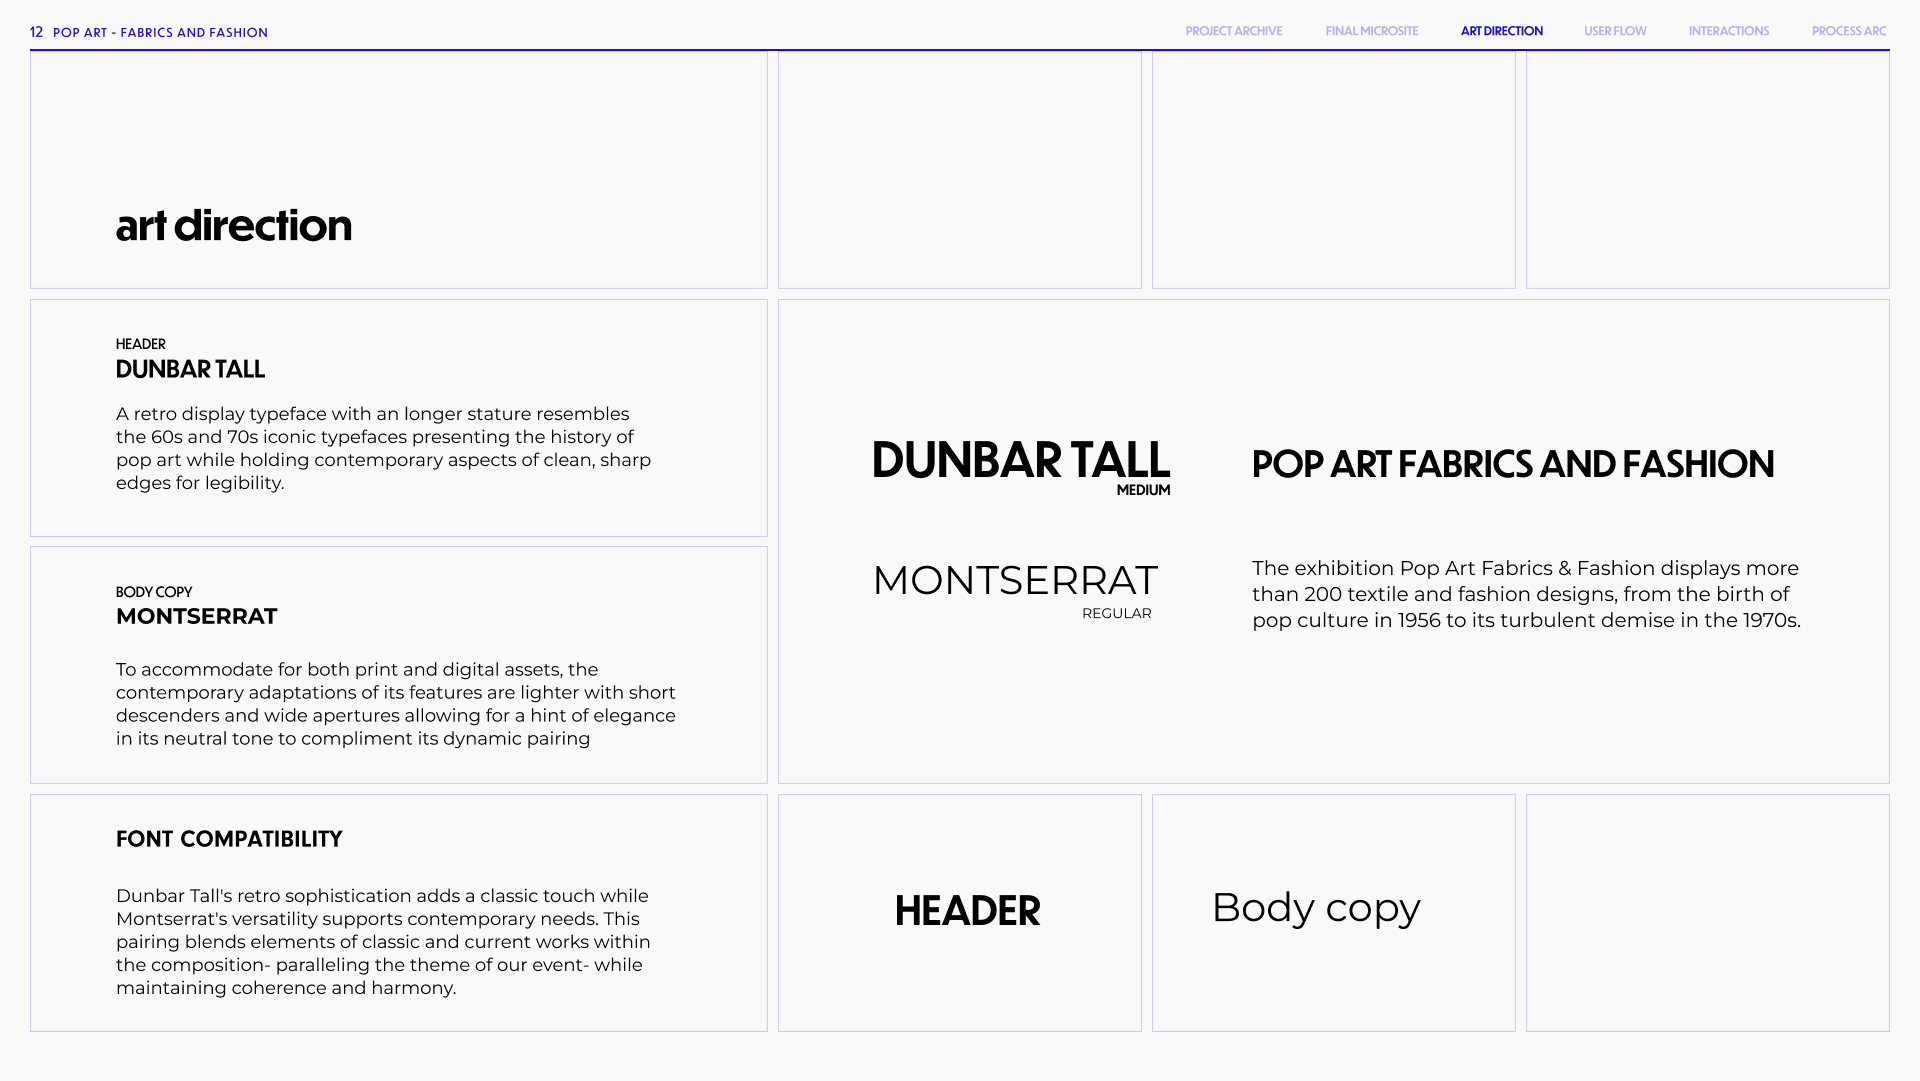 12 POP ART - FABRICS AND FASHION
PROJECT ARCHIVE FINAL MICROSITE ART DIRECTION USER FLOW INTERACTIONS PROCESS ARC
art direction
HEADER
DUNBAR TALL
A retro display typeface with an longer stature resembles
the 60s and 70s iconic typefaces presenting the history of
pop art while holding contemporary aspects of clean, sharp
edges for legibility.
BODY COPY
MONTSERRAT
To accommodate for both print and digital assets, the
contemporary adaptations of its features are lighter with short
descenders and wide apertures allowing for a hint of elegance
in its neutral tone to compliment its dynamic pairing
DUNBAR TALL
MEDIUM
POP ART FABRICS AND FASHION
MONTSERRAT
REGULAR
The exhibition Pop Art Fabrics & Fashion displays more
than 200 textile and fashion designs, from the birth of
pop culture in 1956 to its turbulent demise in the 1970s.
FONT COMPATIBILITY
Dunbar Tall's retro sophistication adds a classic touch while
Montserrat's versatility supports contemporary needs. This
pairing blends elements of classic and current works within
the composition- paralleling the theme of our event- while
maintaining coherence and harmony.
HEADER
Body copy